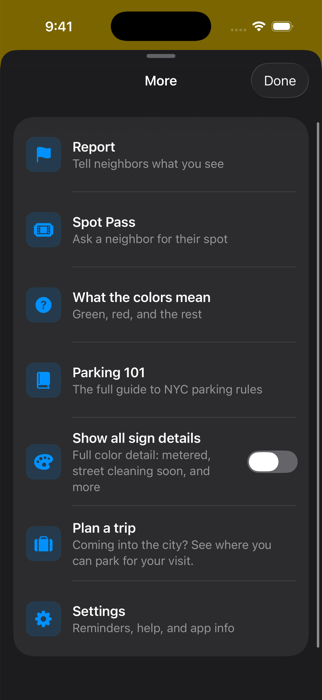 9:41
More
Done
Report
Tell neighbors what you see
Spot Pass
Ask a neighbor for their spot
What the colors mean
Green, red, and the rest
Parking 101
The full guide to NYC parking rules
Show all sign details
Full color detail: metered,
street cleaning soon, and
more
Plan a trip
Coming into the city? See where you
can park for your visit.
Settings
Reminders, help, and app info